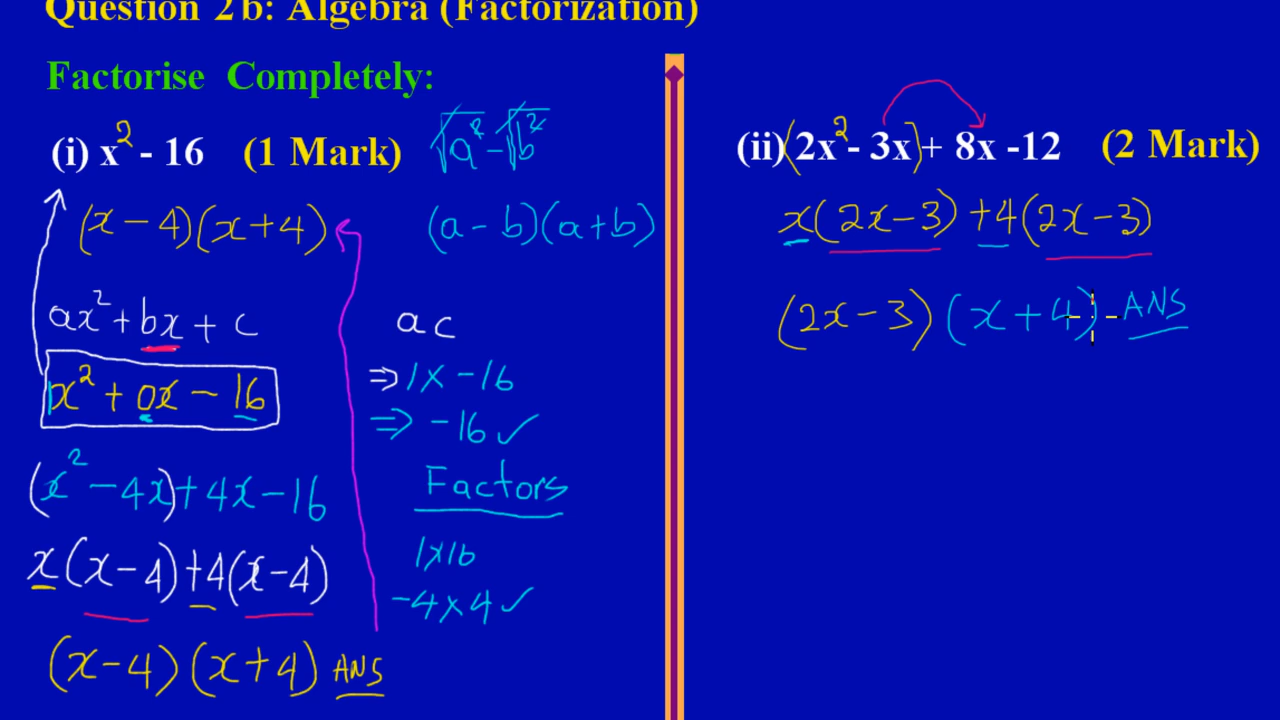 Question 2b: Algebra (Factorization)
Factorise Completely:
(i) x² - 16 (1 Mark) √a² - √b²
(x - 4)(x + 4) (a - b)(a + b)
ax² + bx + c
x² + 0x - 16
(x² - 4x) + 4x - 16
x(x - 4) + 4(x - 4)
(x - 4)(x + 4) ANS
ac
⇒ 1 x -16
⇒ -16 ✓
Factors
1x16
-4 x 4 ✓
(ii) (2x² - 3x) + 8x -12 (2 Mark)
x(2x - 3) + 4(2x - 3)
(2x - 3)(x + 4) - ANS